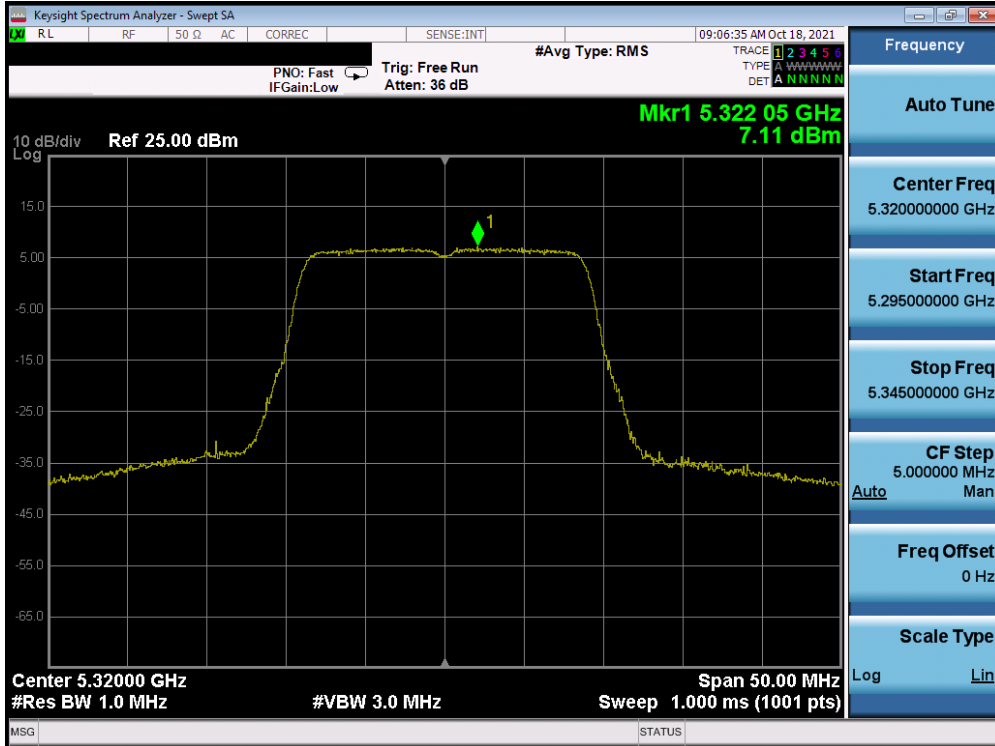 Keysight Spectrum Analyzer - Swept SA
LXI RL RF 50 Ω AC CORREC SENSE:INT 09:06:35 AM Oct 18, 2021
#Avg Type: RMS
TRACE 1 2 3 4 5 6
PNO: Fast Trig: Free Run TYPE A WWWWW
IFGain:Low Atten: 36 dB DET A N N N N N
Mkr1 5.322 05 GHz
7.11 dBm
10 dB/div Ref 25.00 dBm
Log
15.0
1
5.00
-5.00
-15.0
-25.0
-35.0
-45.0
-55.0
-65.0
Center 5.32000 GHz Span 50.00 MHz
#Res BW 1.0 MHz #VBW 3.0 MHz Sweep 1.000 ms (1001 pts)
MSG STATUS
Frequency
Auto Tune
Center Freq
5.320000000 GHz
Start Freq
5.295000000 GHz
Stop Freq
5.345000000 GHz
CF Step
5.000000 MHz
Auto Man
Freq Offset
0 Hz
Scale Type
Log Lin